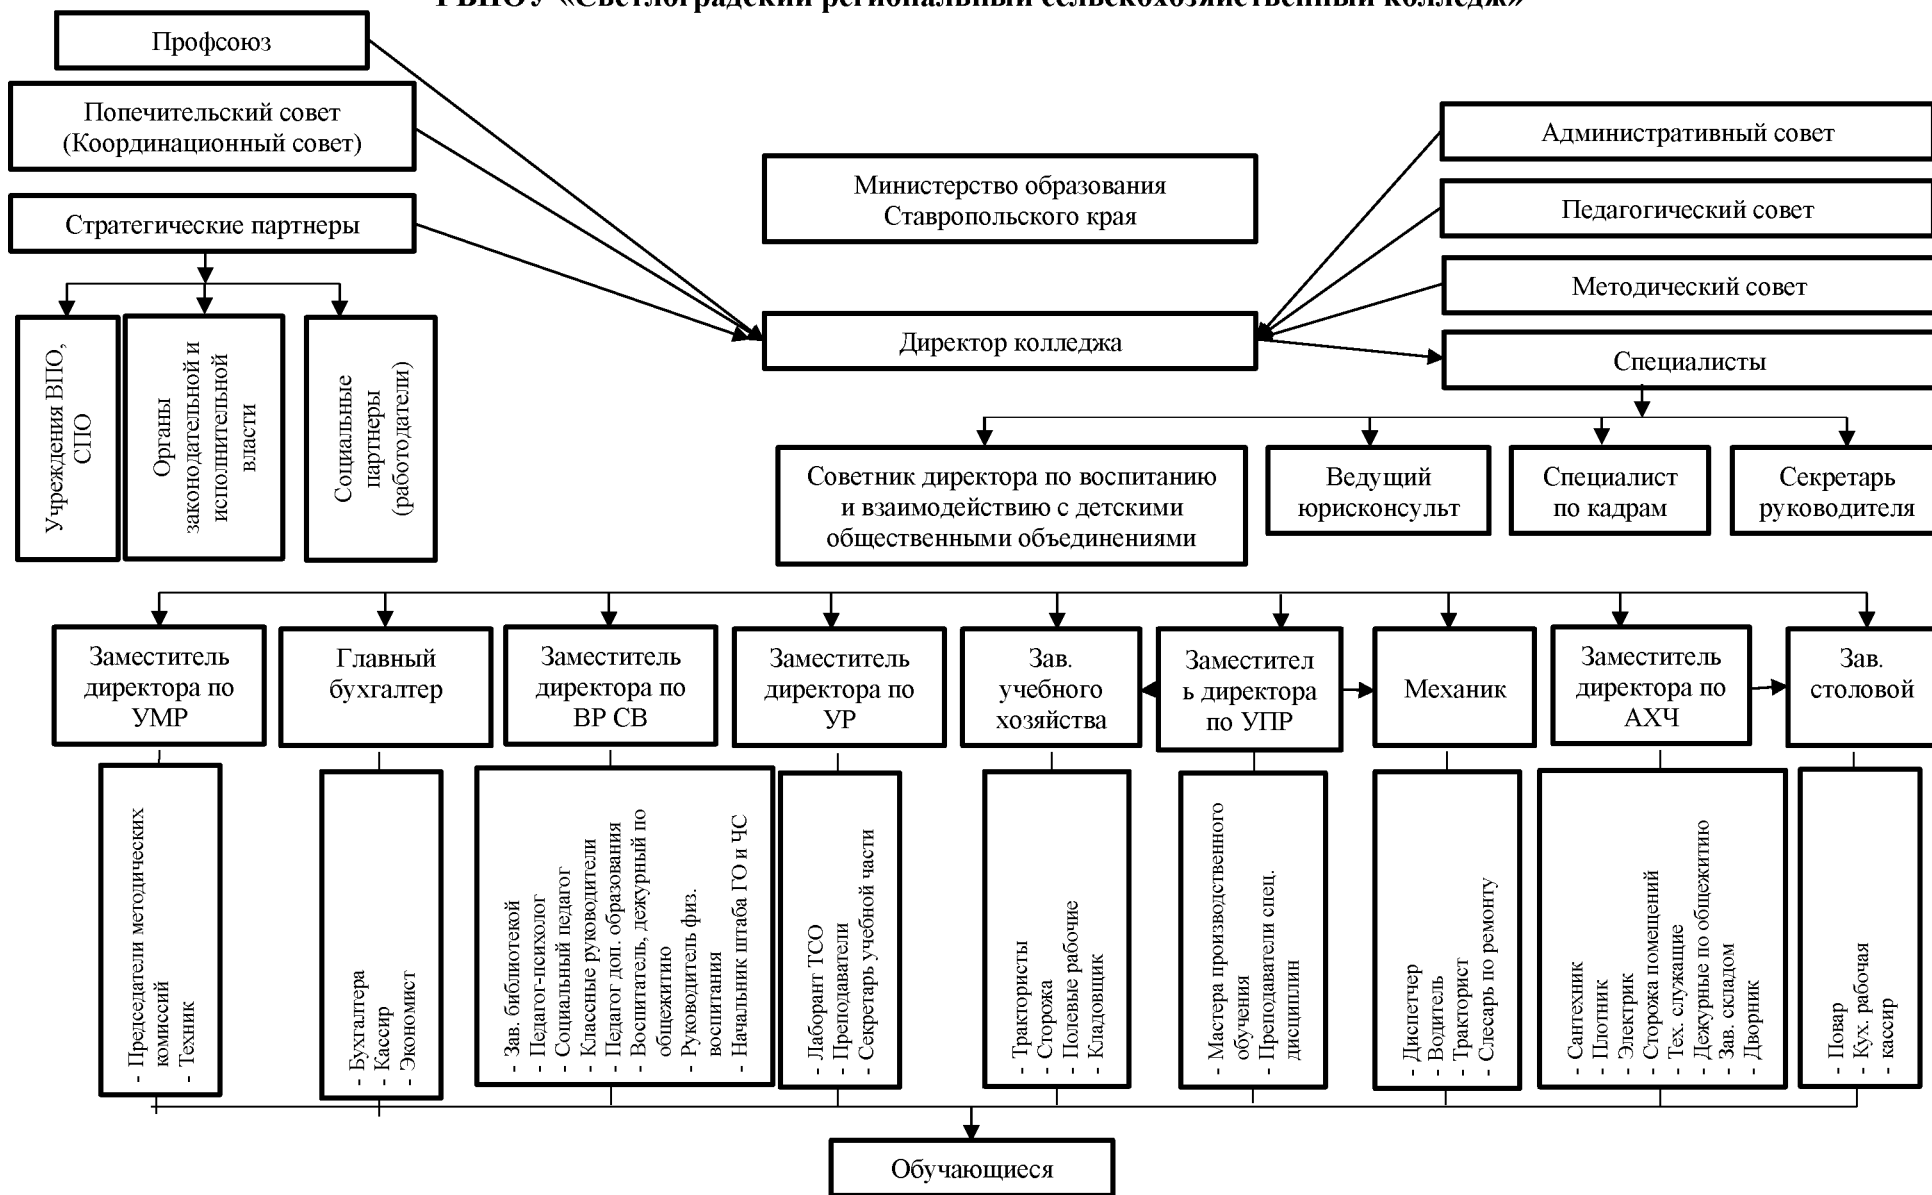 ГБПОУ «Светлоградский региональный сельскохозяйственный колледж»
Профсоюз
Попечительский совет
(Координационный совет)
Стратегические партнеры
Министерство образования
Ставропольского края
Административный совет
Педагогический совет
Методический совет
Директор колледжа
Специалисты
Учреждения ВПО,
СПО
Органы
законодательной и
исполнительной
власти
Социальные
партнеры
(работодатели)
Советник директора по воспитанию
и взаимодействию с детскими
общественными объединениями
Ведущий
юрисконсульт
Специалист
по кадрам
Секретарь
руководителя
Заместитель
директора по
УМР
Главный
бухгалтер
Заместитель
директора по
ВР СВ
Заместитель
директора по
УР
Зав.
учебного
хозяйства
Заместител
ь директора
по УПР
Механик
Заместитель
директора по
АХЧ
Зав.
столовой
- Председатели методических
комиссий
- Техник
- Бухгалтера
- Кассир
- Экономист
- Зав. библиотекой
- Педагог-психолог
- Социальный педагог
- Классные руководители
- Педагог доп. образования
- Воспитатель, дежурный по
общежитию
- Руководитель физ.
воспитания
- Начальник штаба ГО и ЧС
- Лаборант ТСО
- Преподаватели
- Секретарь учебной части
- Трактористы
- Сторожа
- Полевые рабочие
- Кладовщик
- Мастера производственного
обучения
- Преподаватели спец.
дисциплин
- Диспетчер
- Водитель
- Тракторист
- Слесарь по ремонту
- Сантехник
- Плотник
- Электрик
- Сторожа помещений
- Тех. служащие
- Дежурные по общежитию
- Зав. складом
- Дворник
- Повар
- Кух. рабочая
- кассир
Обучающиеся